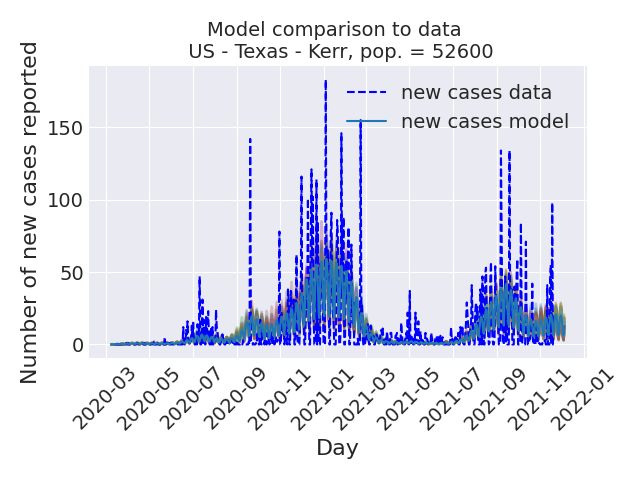 Model comparison to data
US - Texas - Kerr, pop. = 52600
Number of new cases reported
150
100
50
0
new cases data
new cases model
2020-03
2020-05
2020-07
2020-09
2020-11
2021-01
2021-03
2021-05
2021-07
2021-09
2021-11
2022-01
Day